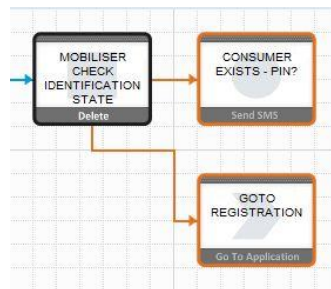 MOBILISER
CHECK
IDENTIFICATION
STATE
Delete
CONSUMER
EXISTS - PIN?
Send SMS
GOTO
REGISTRATION
Go To Application